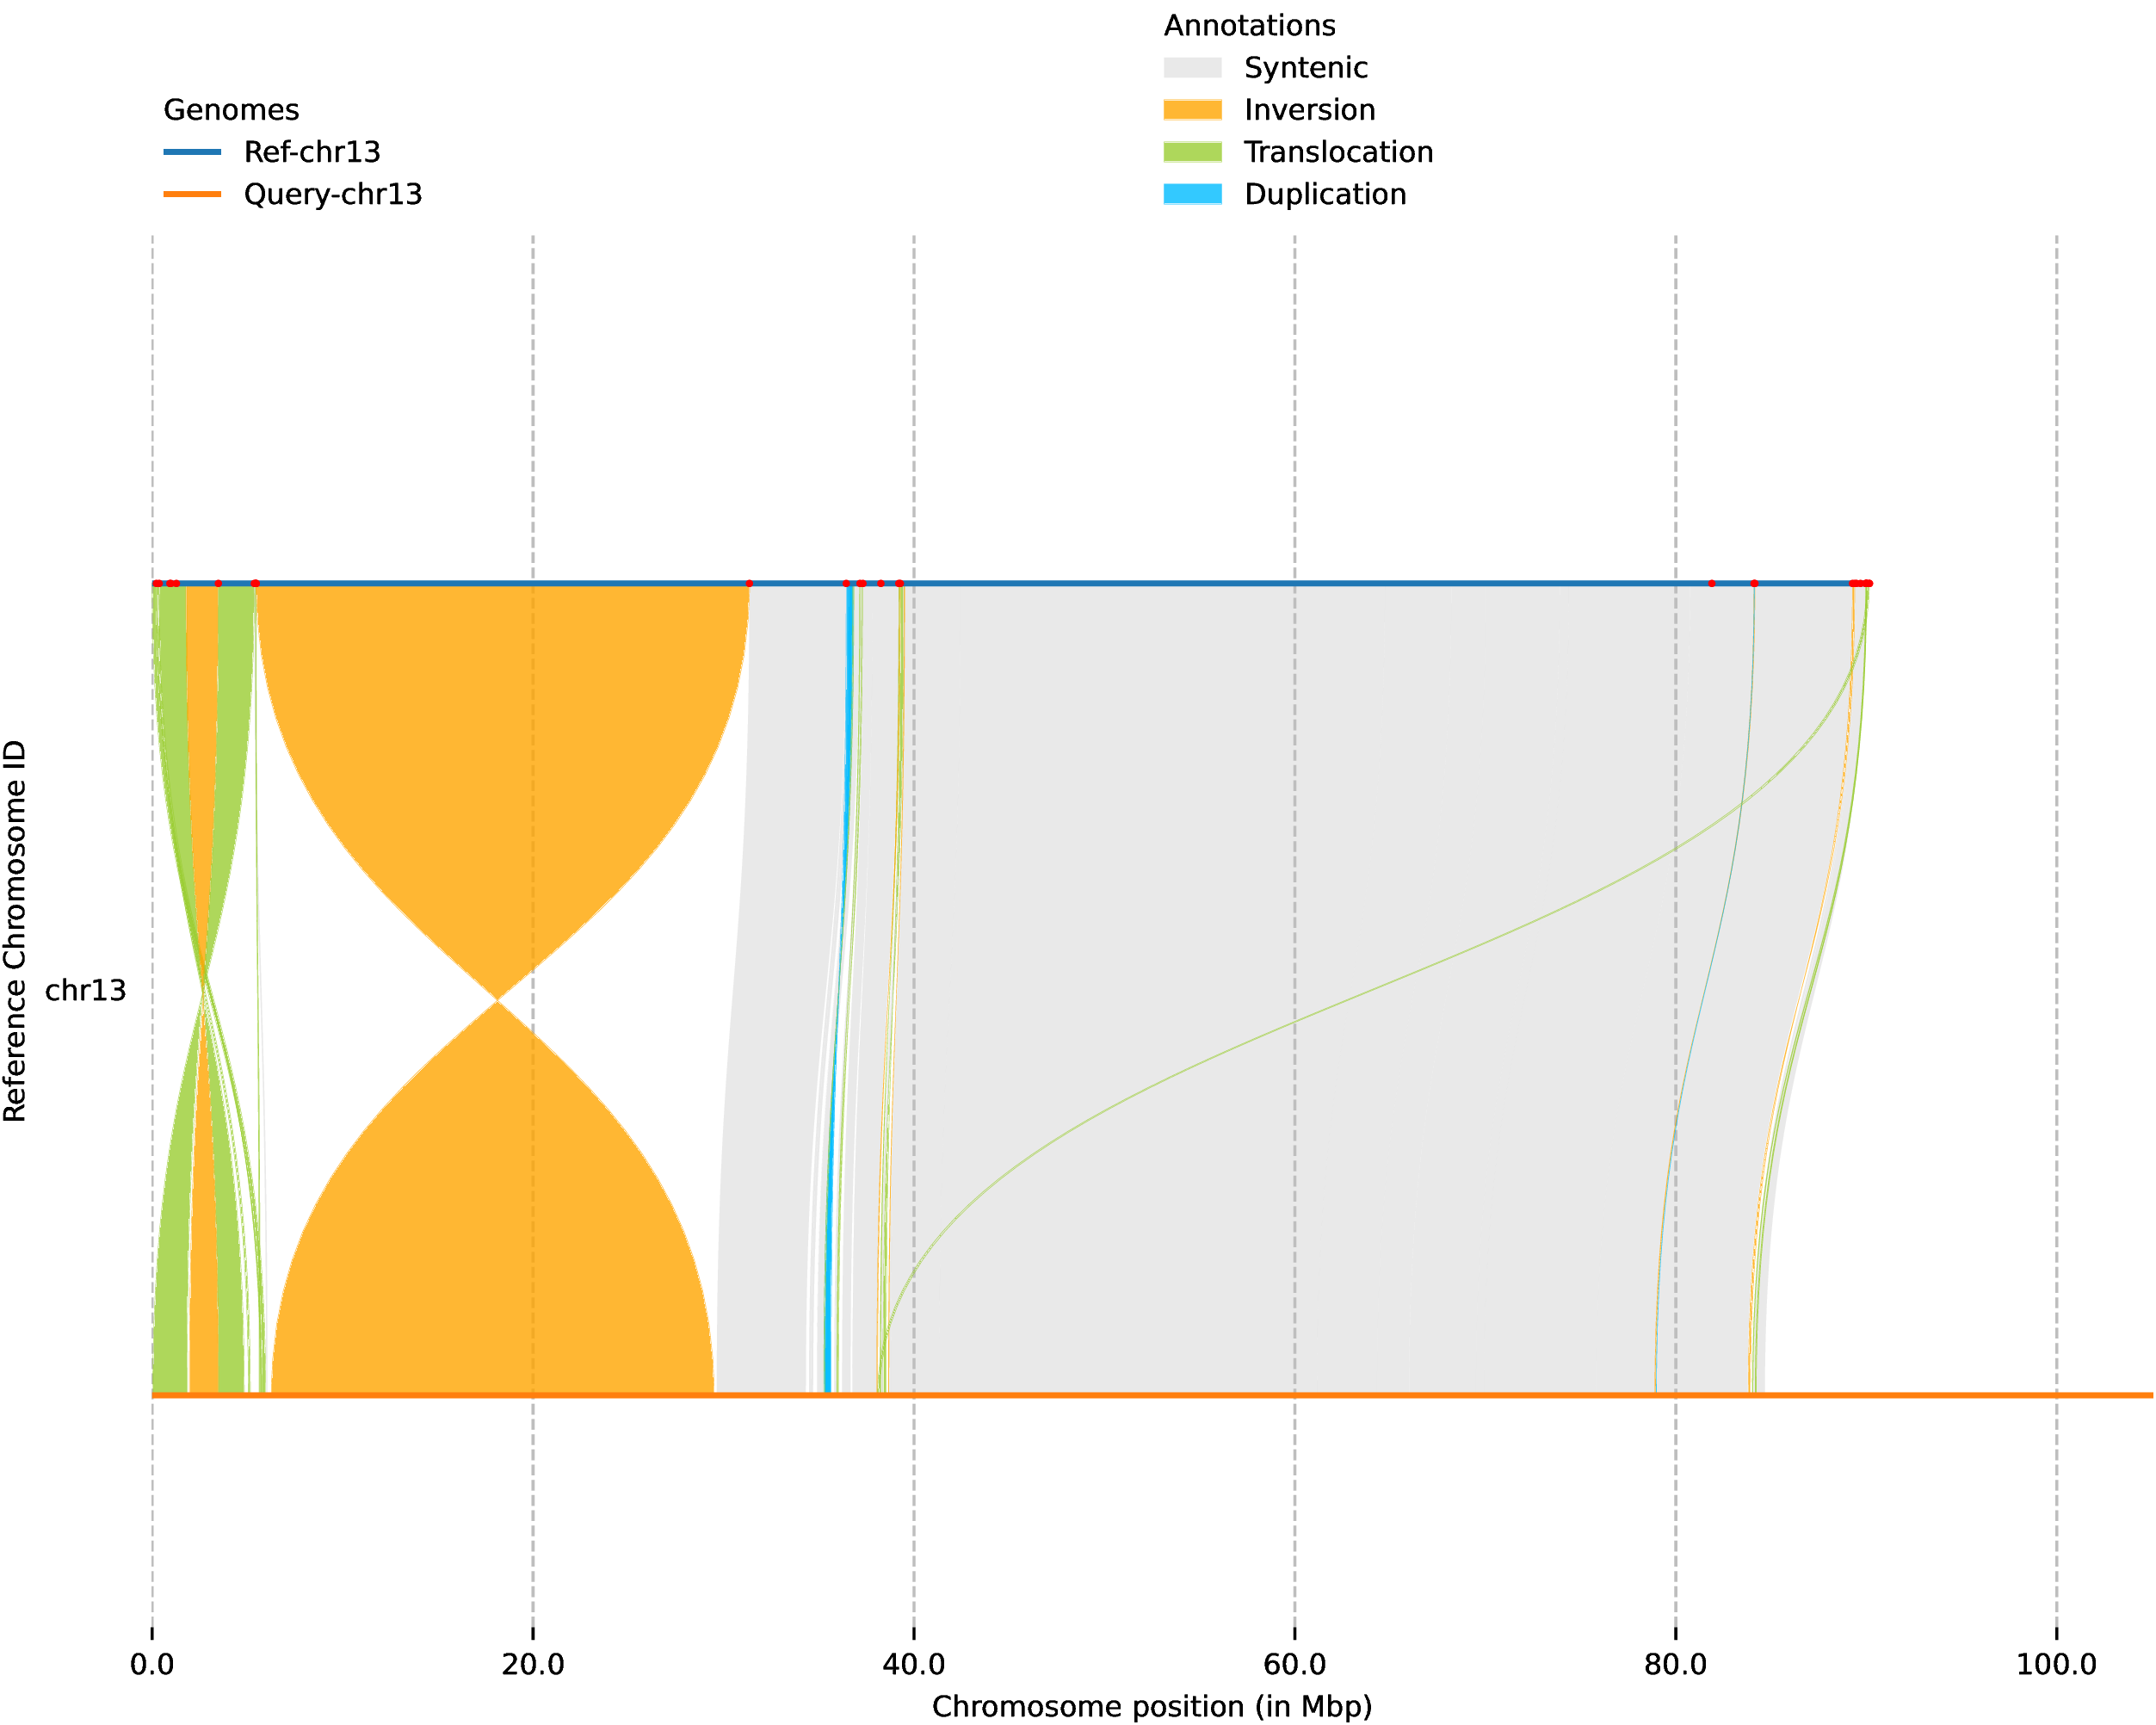 Annotations
Syntenic
Inversion
Translocation
Duplication
Genomes
Ref-chr13
Query-chr13
Reference Chromosome ID
chr13
0.0 20.0 40.0 60.0 80.0 100.0
Chromosome position (in Mbp)